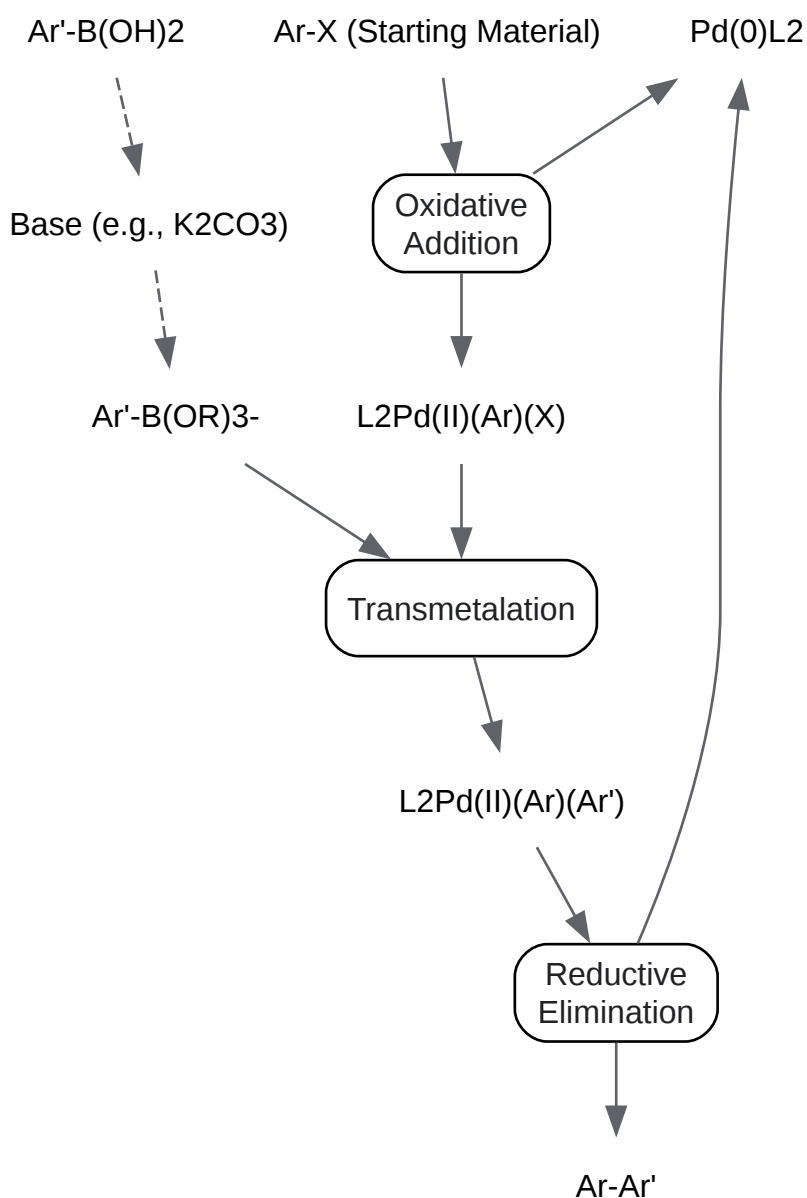 Ar'-B(OH)2
Ar-X (Starting Material)
Pd(0)L2
Base (e.g., K2CO3)
Oxidative
Addition
Ar'-B(OR)3-
L2Pd(II)(Ar)(X)
Transmetalation
L2Pd(II)(Ar)(Ar')
Reductive
Elimination
Ar-Ar'